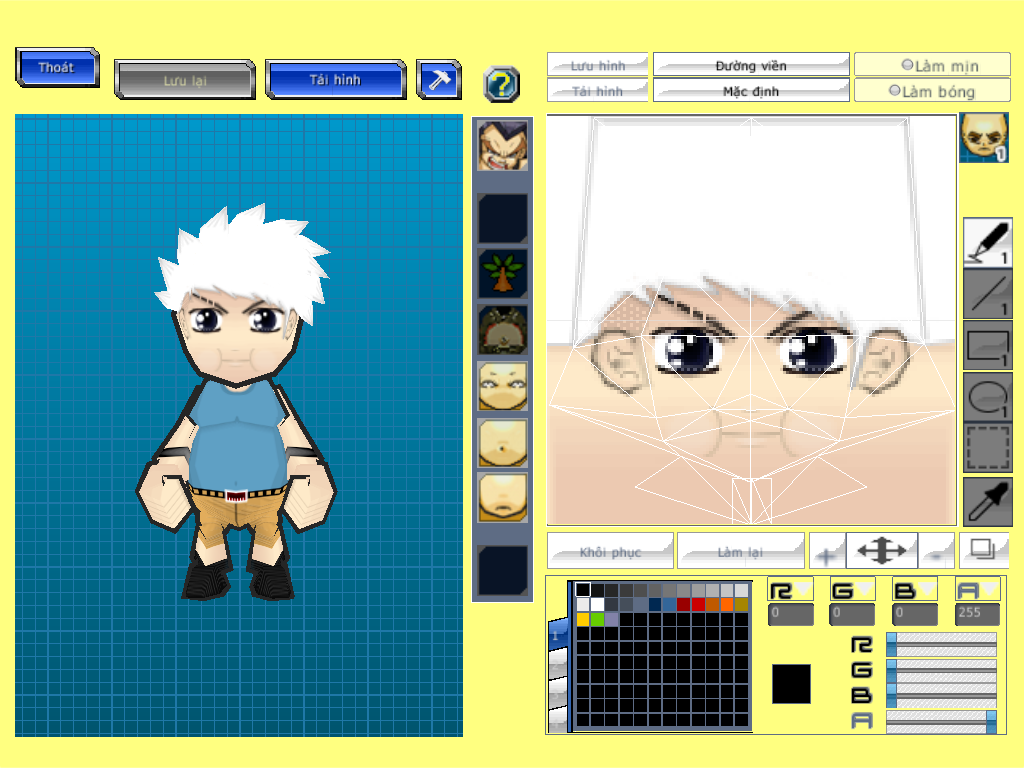 Thoát
Lưu lại
Tải hình
?
Lưu hình
Đường viền
Làm mịn
Tải hình
Mặc định
Làm bóng
1
1
1
1
1
Khôi phục
Làm lại
+
-
R G B A
0 0 0 255
1
R
G
B
A